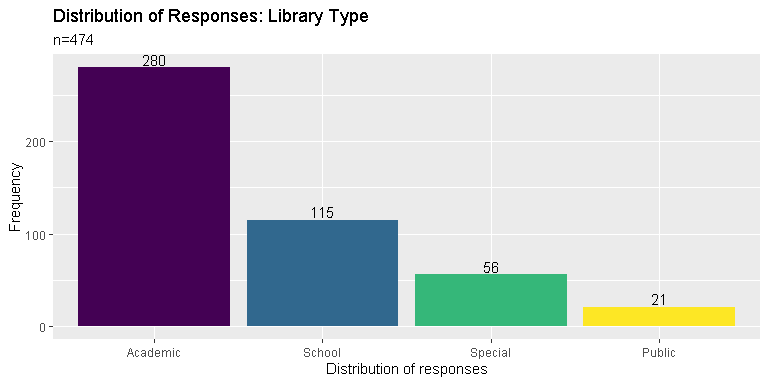 Distribution of Responses: Library Type
n=474
280
115
56
21
200
100
0
Frequency
Academic
School
Special
Public
Distribution of responses